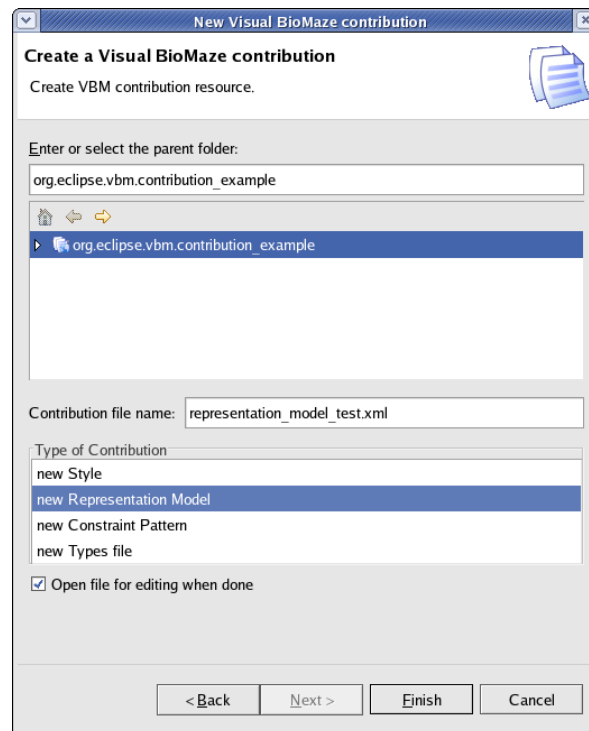 New Visual BioMaze contribution
Create a Visual BioMaze contribution
Create VBM contribution resource.
Enter or select the parent folder:
org.eclipse.vbm.contribution_example
org.eclipse.vbm.contribution_example
Contribution file name: representation_model_test.xml
Type of Contribution
new Style
new Representation Model
new Constraint Pattern
new Types file
Open file for editing when done
< Back Next > Finish Cancel